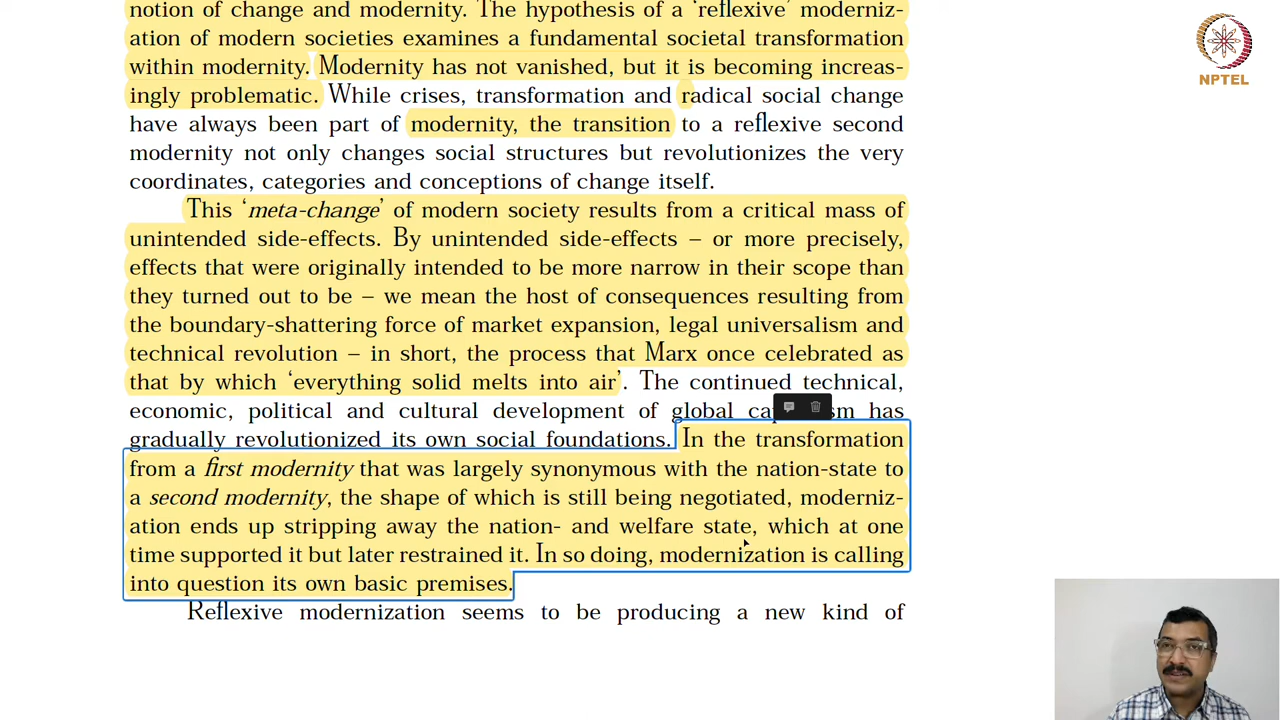 notion of change and modernity. The hypothesis of a ‘reflexive’ moderniz-
ation of modern societies examines a fundamental societal transformation
within modernity. Modernity has not vanished, but it is becoming increas-
ingly problematic. While crises, transformation and radical social change
have always been part of modernity, the transition to a reflexive second
modernity not only changes social structures but revolutionizes the very
coordinates, categories and conceptions of change itself.
This ‘meta-change’ of modern society results from a critical mass of
unintended side-effects. By unintended side-effects – or more precisely,
effects that were originally intended to be more narrow in their scope than
they turned out to be – we mean the host of consequences resulting from
the boundary-shattering force of market expansion, legal universalism and
technical revolution – in short, the process that Marx once celebrated as
that by which ‘everything solid melts into air’. The continued technical,
economic, political and cultural development of global has
gradually revolutionized its own social foundations. In the transformation
from a first modernity that was largely synonymous with the nation-state to
a second modernity, the shape of which is still being negotiated, moderniz-
ation ends up stripping away the nation- and welfare state, which at one
time supported it but later restrained it. In so doing, modernization is calling
into question its own basic premises.
Reflexive modernization seems to be producing a new kind of
NPTEL